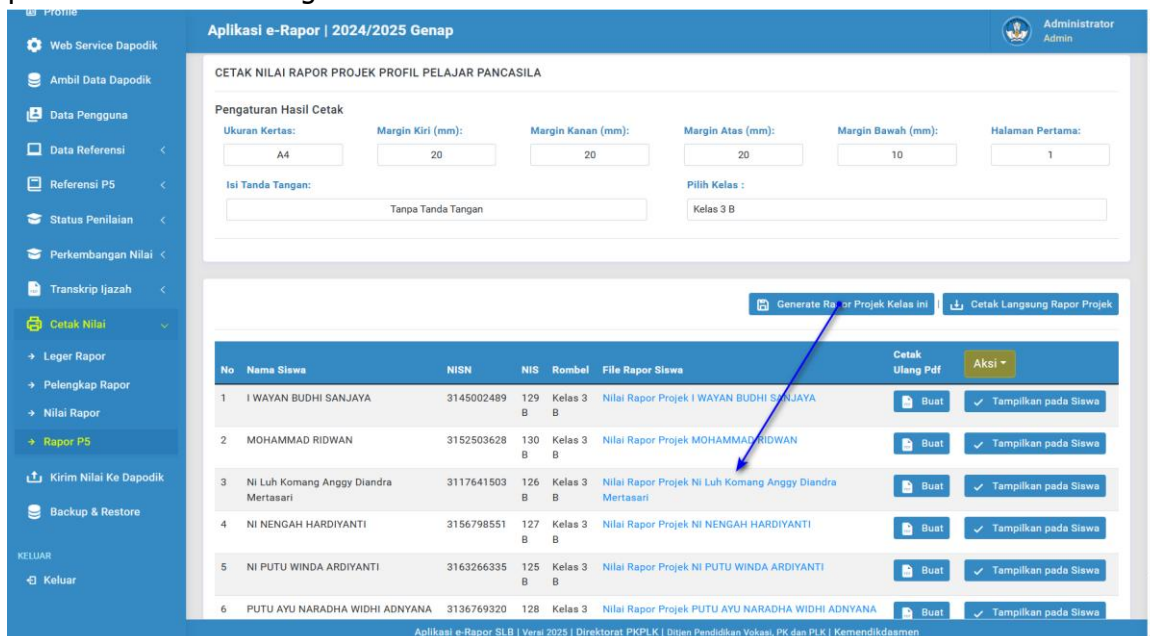 Profile
Web Service Dapodik
Ambil Data Dapodik
Data Pengguna
Data Referensi
Referensi P5
Status Penilaian
Perkembangan Nilai
Transkrip Ijazah
Cetak Nilai
Leger Rapor
Pelengkap Rapor
Nilai Rapor
Rapor P5
Kirim Nilai Ke Dapodik
Backup & Restore
KELUAR
Keluar
Aplikasi e-Rapor | 2024/2025 Genap
Administrator
Admin
CETAK NILAI RAPOR PROJEK PROFIL PELAJAR PANCASILA
Pengaturan Hasil Cetak
Ukuran Kertas: Margin Kiri (mm): Margin Kanan (mm): Margin Atas (mm): Margin Bawah (mm): Halaman Pertama:
A4 20 20 20 10 1
Isi Tanda Tangan: Pilih Kelas :
Tanpa Tanda Tangan Kelas 3 B
Generate Rapor Projek Kelas ini | Cetak Langsung Rapor Projek
No Nama Siswa NISN NIS Rombel File Rapor Siswa Cetak Ulang Pdf Aksi
1 I WAYAN BUDHI SANJAYA 3145002489 129 Kelas 3 Nilai Rapor Projek I WAYAN BUDHI SANJAYA Buat Tampilkan pada Siswa
B B
2 MOHAMMAD RIDWAN 3152503628 130 Kelas 3 Nilai Rapor Projek MOHAMMAD RIDWAN Buat Tampilkan pada Siswa
B B
3 Ni Luh Komang Anggy Diandra 3117641503 126 Kelas 3 Nilai Rapor Projek Ni Luh Komang Anggy Diandra Buat Tampilkan pada Siswa
Mertasari B B Mertasari
4 NI NENGAH HARDIYANTI 3156798551 127 Kelas 3 Nilai Rapor Projek NI NENGAH HARDIYANTI Buat Tampilkan pada Siswa
B B
5 NI PUTU WINDA ARDIYANTI 3163266335 125 Kelas 3 Nilai Rapor Projek NI PUTU WINDA ARDIYANTI Buat Tampilkan pada Siswa
B B
6 PUTU AYU NARADHA WIDHI ADNYANA 3136769320 128 Kelas 3 Nilai Rapor Projek PUTU AYU NARADHA WIDHI ADNYANA Buat Tampilkan pada Siswa
Aplikasi e-Rapor SLB | Versi 2025 | Direktorat PKPLK | Ditjen Pendidikan Vokasi, PK dan PLK | Kemendikdasmen